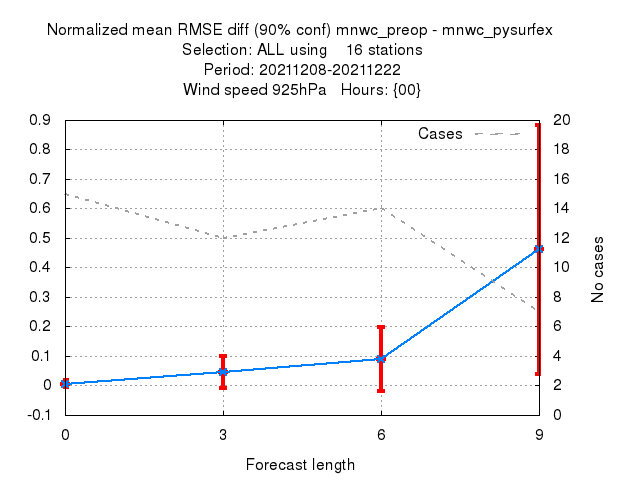 Normalized mean RMSE diff (90% conf) mnwc_preop - mnwc_pysurfex
Selection: ALL using 16 stations
Period: 20211208-20211222
Wind speed 925hPa Hours: {00}
Cases
0.9
0.8
0.7
0.6
0.5
0.4
0.3
0.2
0.1
0
-0.1
20
18
16
14
12
10
8
6
4
2
0
No cases
0 3 6 9
Forecast length